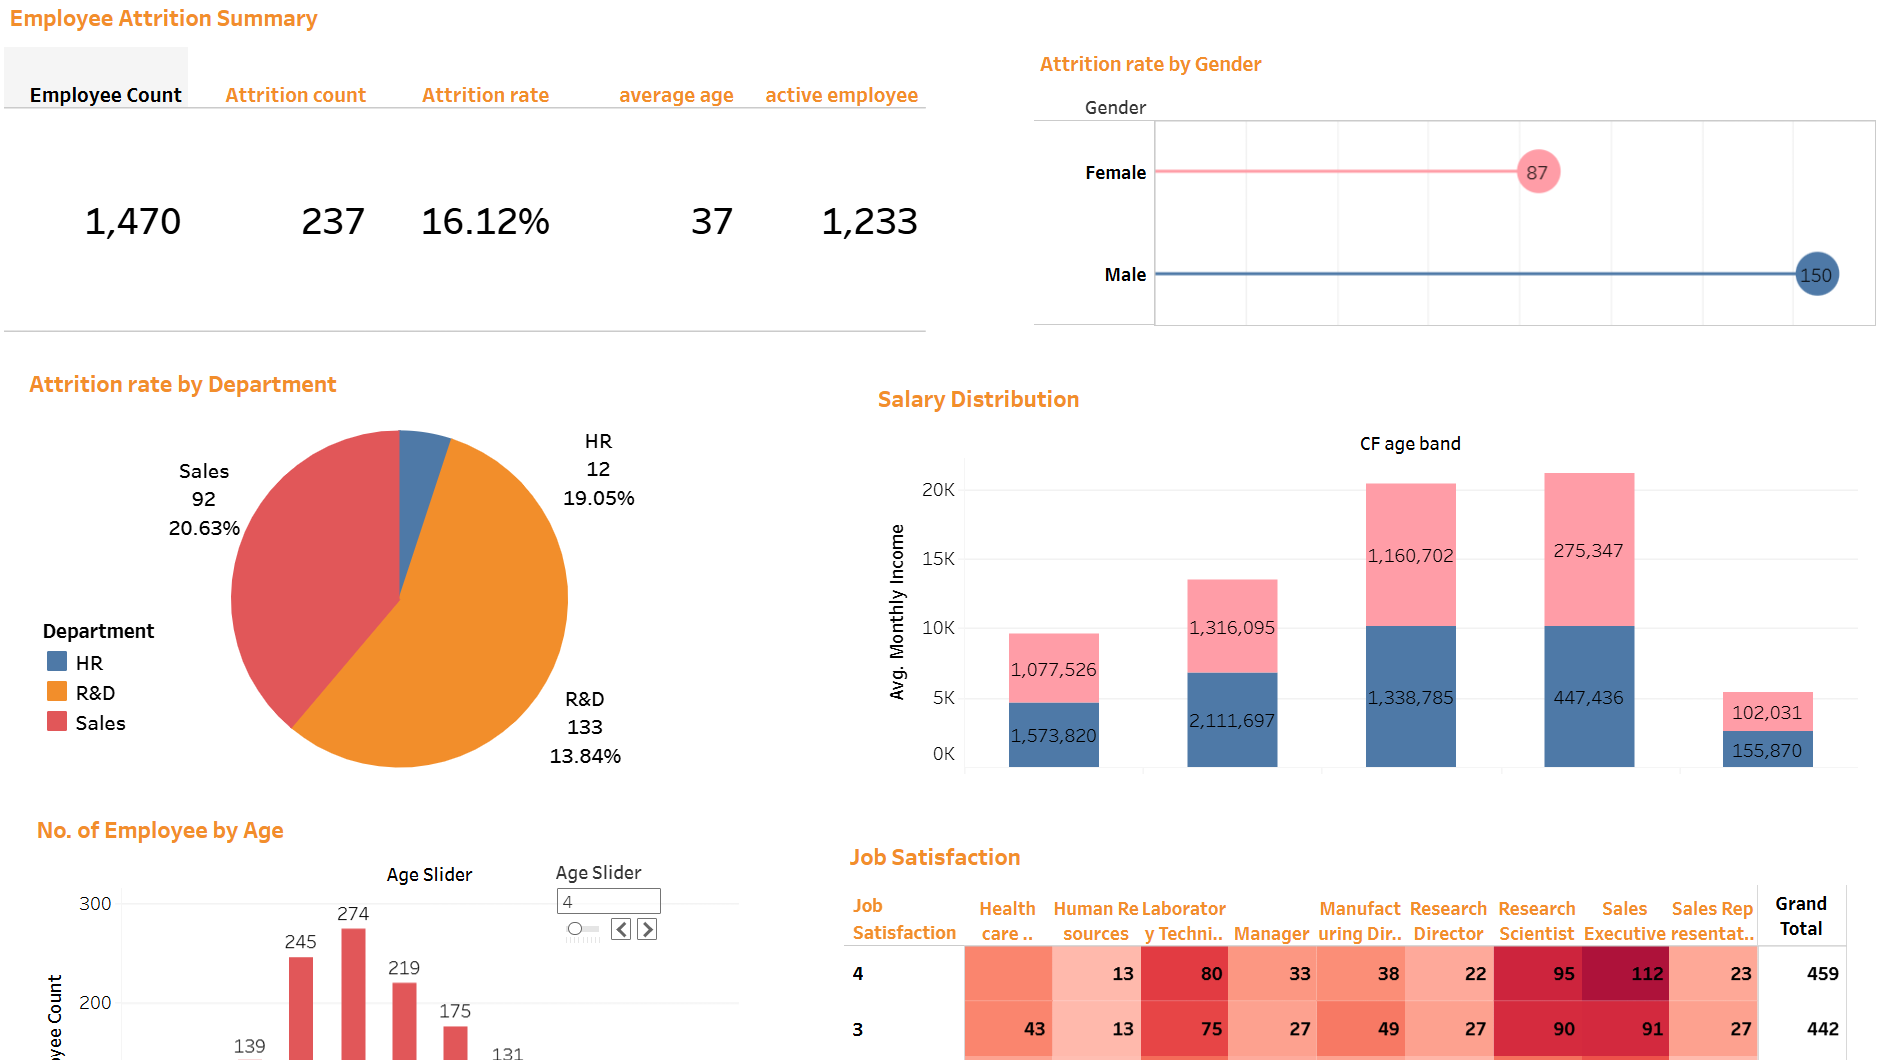 Employee Attrition Summary
Employee Count Attrition count Attrition rate average age active employee
1,470 237 16.12% 37 1,233
Attrition rate by Gender
Gender
Female 87
Male 150
Attrition rate by Department
HR
12
19.05%
Sales
92
20.63%
R&D
133
13.84%
Department
HR
R&D
Sales
Salary Distribution
CF age band
Avg. Monthly Income
20K
15K
10K
5K
0K
1,077,526
1,573,820
1,316,095
2,111,697
1,160,702
1,338,785
275,347
447,436
102,031
155,870
No. of Employee by Age
Age Slider
Age Slider
4
300
200
139
245
274
219
175
131
Count
Job Satisfaction
Job
Satisfaction
Health
care ..
Human Re
sources
Laborator
y Techni..
Manager
Manufact
uring Dir..
Research
Director
Research
Scientist
Sales
Executive
Sales Rep
resentat..
Grand
Total
4 13 80 33 38 22 95 112 23 459
3 43 13 75 27 49 27 90 91 27 442